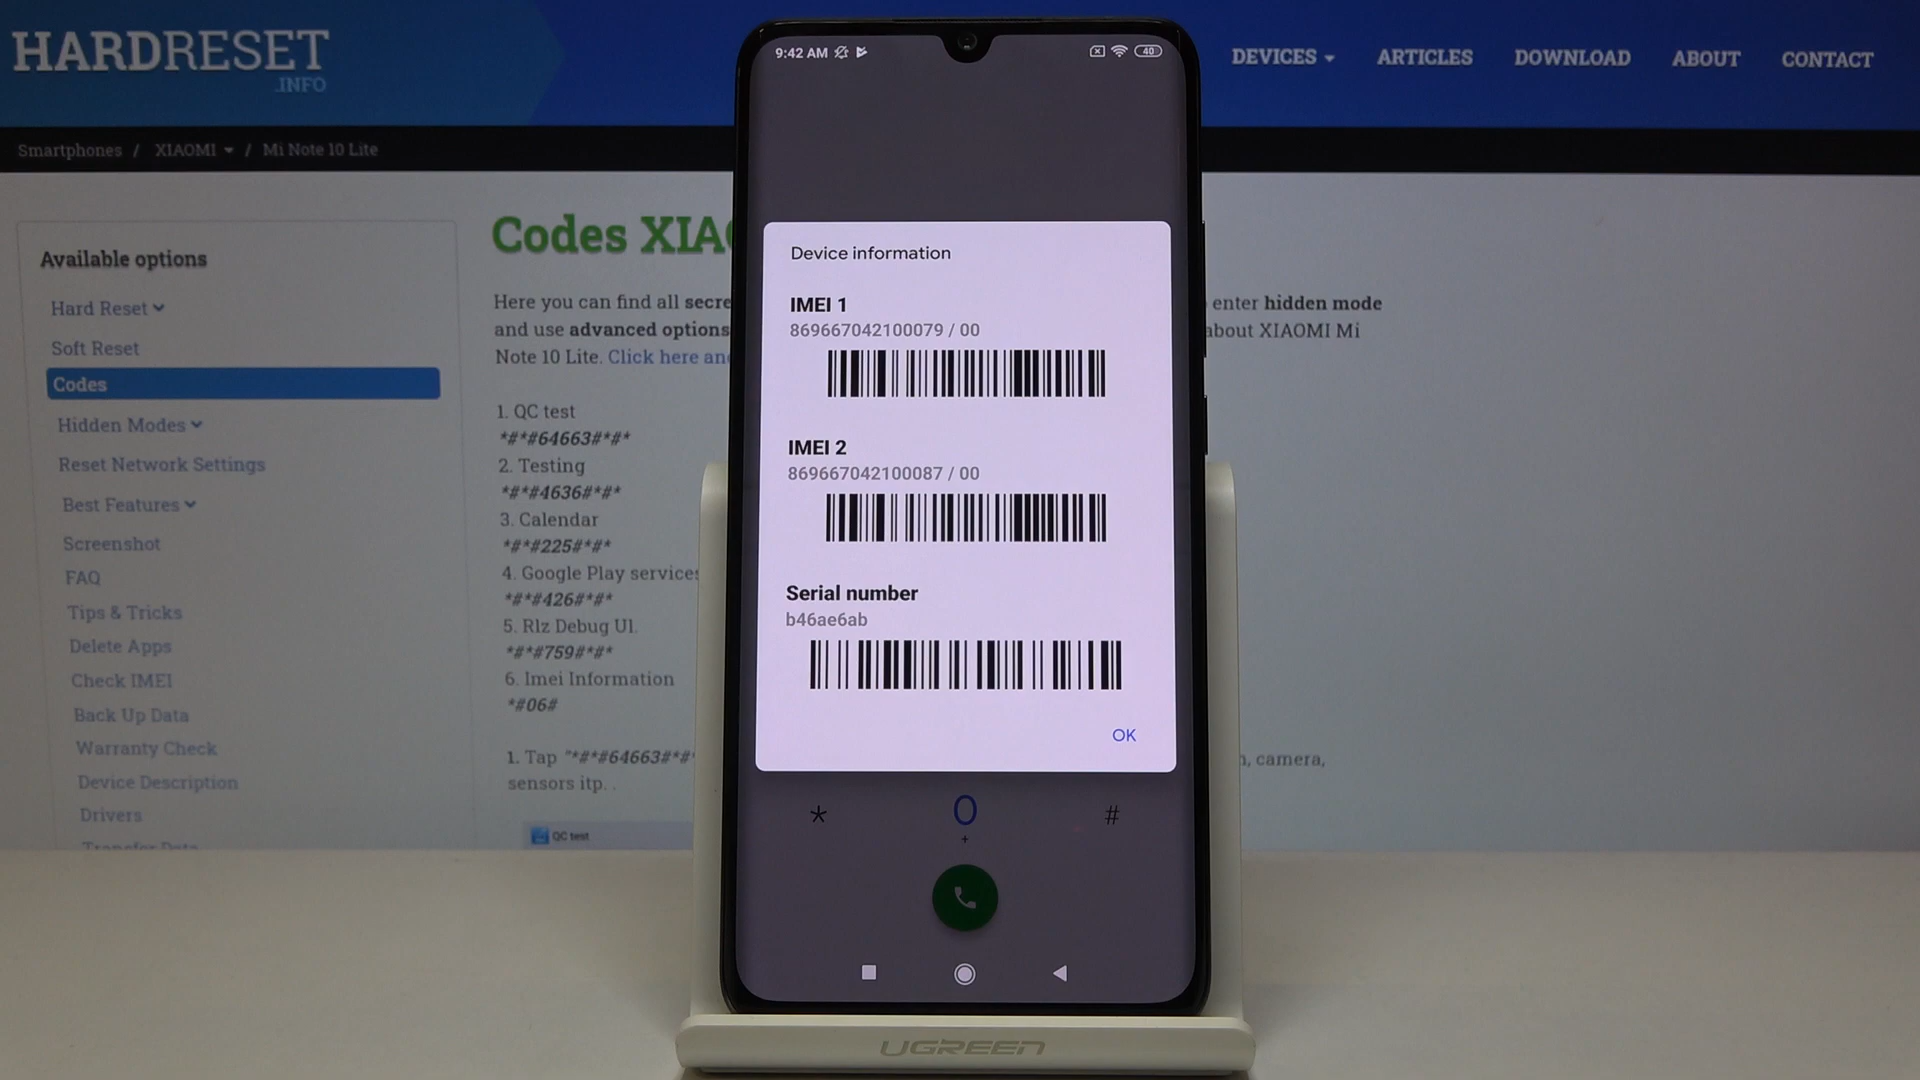 HARDRESET
.INFO
DEVICES
ARTICLES
DOWNLOAD
ABOUT
CONTACT
Smartphones / XIAOMI / Mi Note 10 Lite
Available options
Hard Reset
Soft Reset
Codes
Hidden Modes
Reset Network Settings
Best Features
Screenshot
FAQ
Tips & Tricks
Delete Apps
Check IMEI
Back Up Data
Warranty Check
Device Description
Drivers
Transfer Data
Codes XIAO
Here you can find all secre
enter hidden mode
and use advanced options
about XIAOMI Mi
Note 10 Lite. Click here an
1. QC test
*#*#64663#*#*
2. Testing
*#*#4636#*#*
3. Calendar
*#*#225#*#*
4. Google Play services
*#*#426#*#*
5. Rlz Debug UI.
*#*#759#*#*
6. Imei Information
*#06#
1. Tap "*#*#64663#*#*
, camera,
sensors itp. .
QC test
9:42 AM
40
Device information
IMEI 1
869667042100079 / 00
IMEI 2
869667042100087 / 00
Serial number
b46ae6ab
OK
* 0 #
+
UGREEN